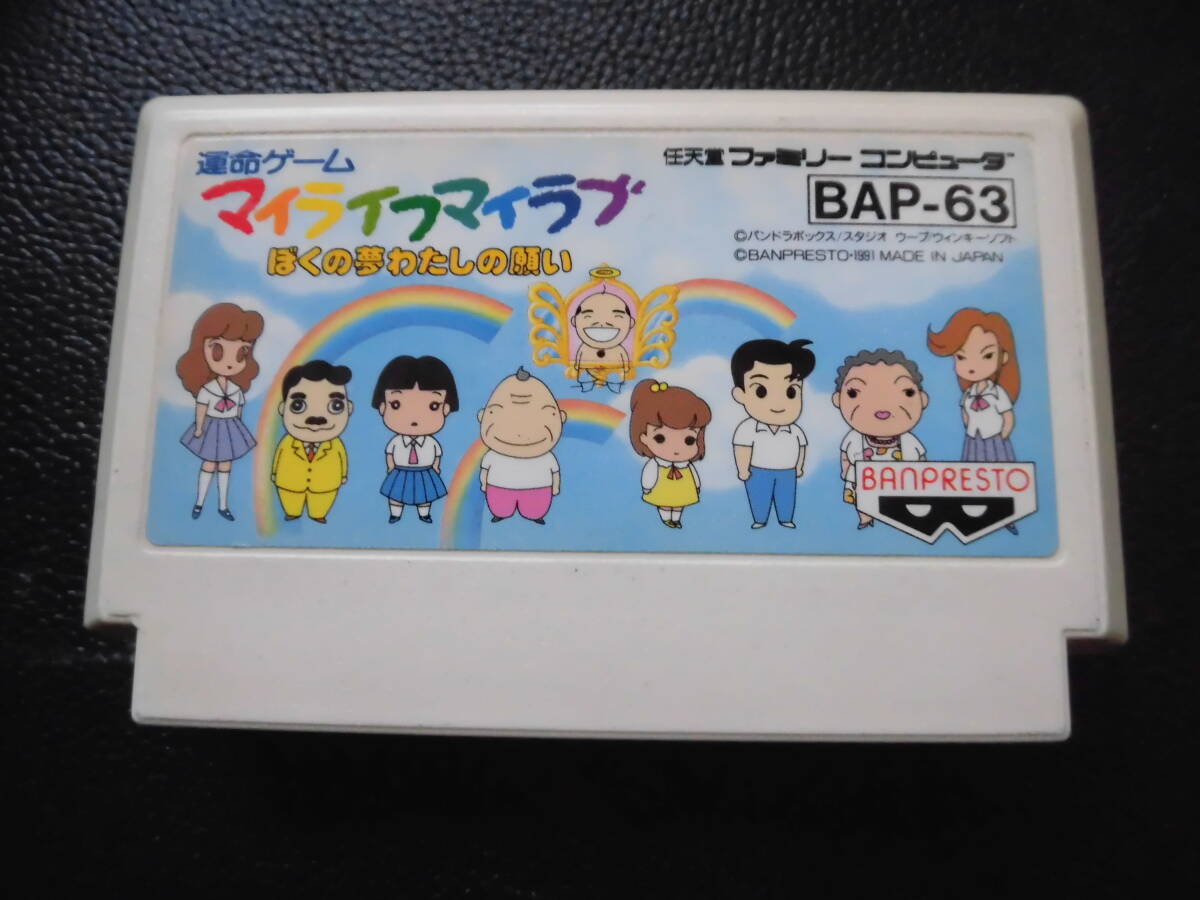 運命ゲーム
マイライフマイラブ
ぼくの夢わたしの願い
任天堂 ファミリー コンピュータ™
BAP-63
©パンドラボックス/スタジオ ウーブ/ウィンキーソフト
©BANPRESTO・1991 MADE IN JAPAN
BANPRESTO